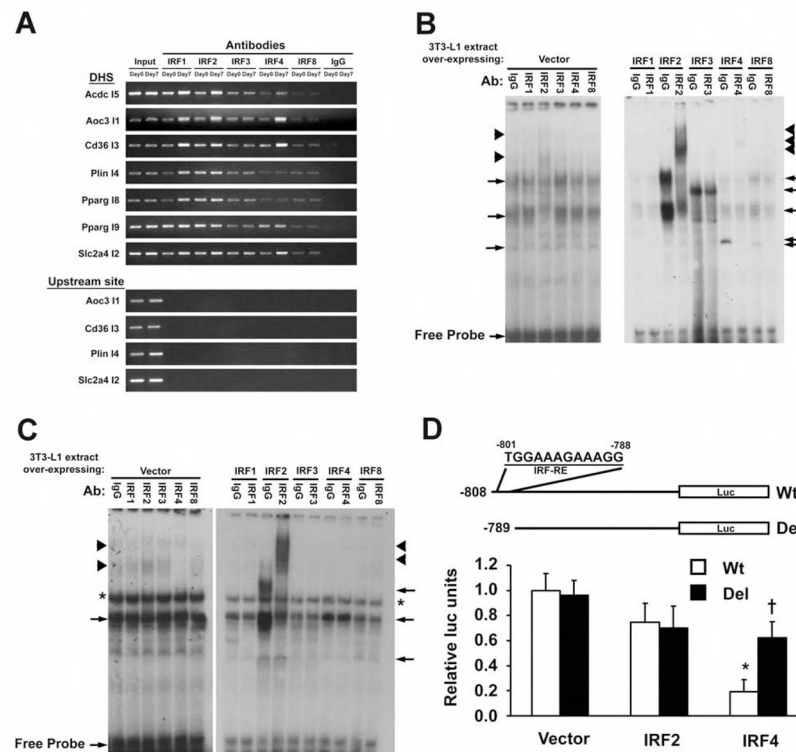 A
Antibodies
Input IRF1 IRF2 IRF3 IRF4 IRF8 IgG
DHS Day0 Day7 Day0 Day7 Day0 Day7 Day0 Day7 Day0 Day7 Day0 Day7 Day0 Day7
Acdc I5
Aoc3 I1
Cd36 I3
Plin I4
Pparg I8
Pparg I9
Slc2a4 I2
Upstream site
Aoc3 I1
Cd36 I3
Plin I4
Slc2a4 I2
B
3T3-L1 extract
over-expressing:
Vector
IRF1 IRF2 IRF3 IRF4 IRF8
Ab:
IgG IRF1 IRF2 IRF3 IRF4 IRF8
IgG IRF1 IgG IRF2 IgG IRF3 IgG IRF4 IgG IRF8
Free Probe
C
3T3-L1 extract
over-expressing:
Vector
IRF1 IRF2 IRF3 IRF4 IRF8
Ab:
IgG IRF1 IRF2 IRF3 IRF4 IRF8
IgG IRF1 IgG IRF2 IgG IRF3 IgG IRF4 IgG IRF8
*
*
Free Probe
D
-801 -788
TGGAAAGAAAGG
IRF-RE
-808 Luc Wt
-789 Luc De
Relative luc units
1.2
1.0
0.8
0.6
0.4
0.2
0.0
Wt
Del
*
†
Vector IRF2 IRF4